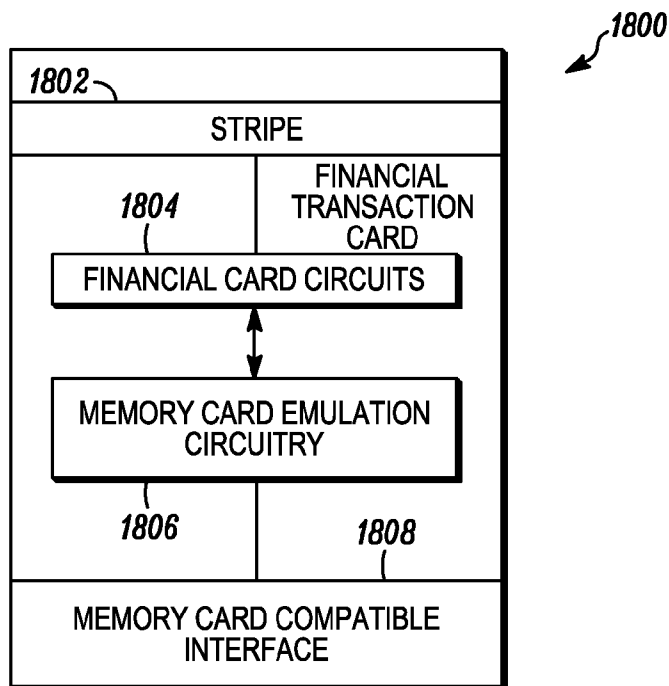 1800
1802
STRIPE
FINANCIAL
TRANSACTION
CARD
1804
FINANCIAL CARD CIRCUITS
MEMORY CARD EMULATION
CIRCUITRY
1806
1808
MEMORY CARD COMPATIBLE
INTERFACE